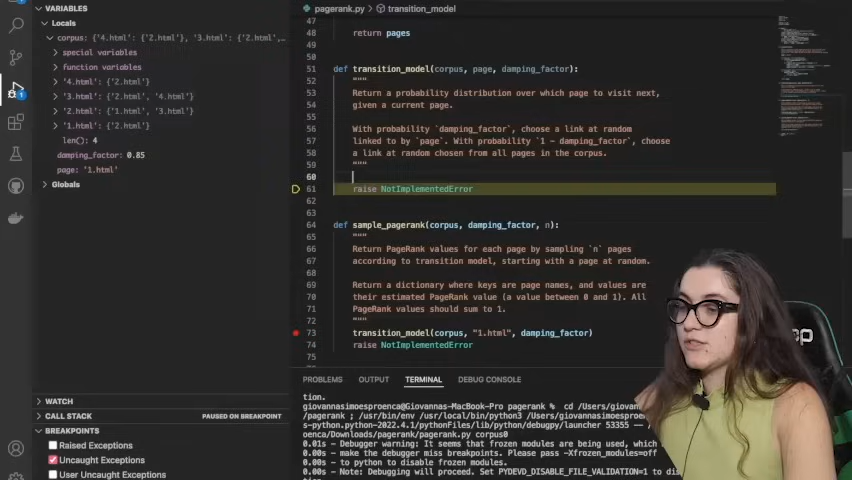 VARIABLES
Locals
corpus: {'4.html': {'2.html'}, '3.html': {'2.html',…
special variables
function variables
'4.html': {'2.html'}
'3.html': {'2.html', '4.html'}
'2.html': {'1.html', '3.html'}
'1.html': {'2.html'}
len(): 4
damping_factor: 0.85
page: '1.html'
Globals
WATCH
CALL STACK PAUSED ON BREAKPOINT
BREAKPOINTS
Raised Exceptions
Uncaught Exceptions
User Uncaught Exceptions
pagerank.py > transition_model
47
48 return pages
49
50
51 def transition_model(corpus, page, damping_factor):
52 """
53 Return a probability distribution over which page to visit next,
54 given a current page.
55
56 With probability `damping_factor`, choose a link at random
57 linked to by `page`. With probability `1 - damping_factor`, choose
58 a link at random chosen from all pages in the corpus.
59 """
60
61 raise NotImplementedError
62
63
64 def sample_pagerank(corpus, damping_factor, n):
65 """
66 Return PageRank values for each page by sampling `n` pages
67 according to transition model, starting with a page at random.
68
69 Return a dictionary where keys are page names, and values are
70 their estimated PageRank value (a value between 0 and 1). All
71 PageRank values should sum to 1.
72 """
73 transition_model(corpus, "1.html", damping_factor)
74 raise NotImplementedError
75
PROBLEMS OUTPUT TERMINAL DEBUG CONSOLE
tion.
giovannasimoesproenca@Giovannas-MacBook-Pro pagerank % cd /Users/giovan
/pagerank ; /usr/bin/env /usr/local/bin/python3 /Users/giovannasimoesp
s-python.python-2022.4.1/pythonFiles/lib/python/debugpy/launcher 53355 --
enca/Downloads/pagerank/pagerank.py corpus0
0.01s - Debugger warning: It seems that frozen modules are being used, which
0.00s - make the debugger miss breakpoints. Please pass -Xfrozen_modules=off
0.00s - to python to disable frozen modules.
0.00s - Note: Debugging will proceed. Set PYDEVD_DISABLE_FILE_VALIDATION=1 to dis
tion.